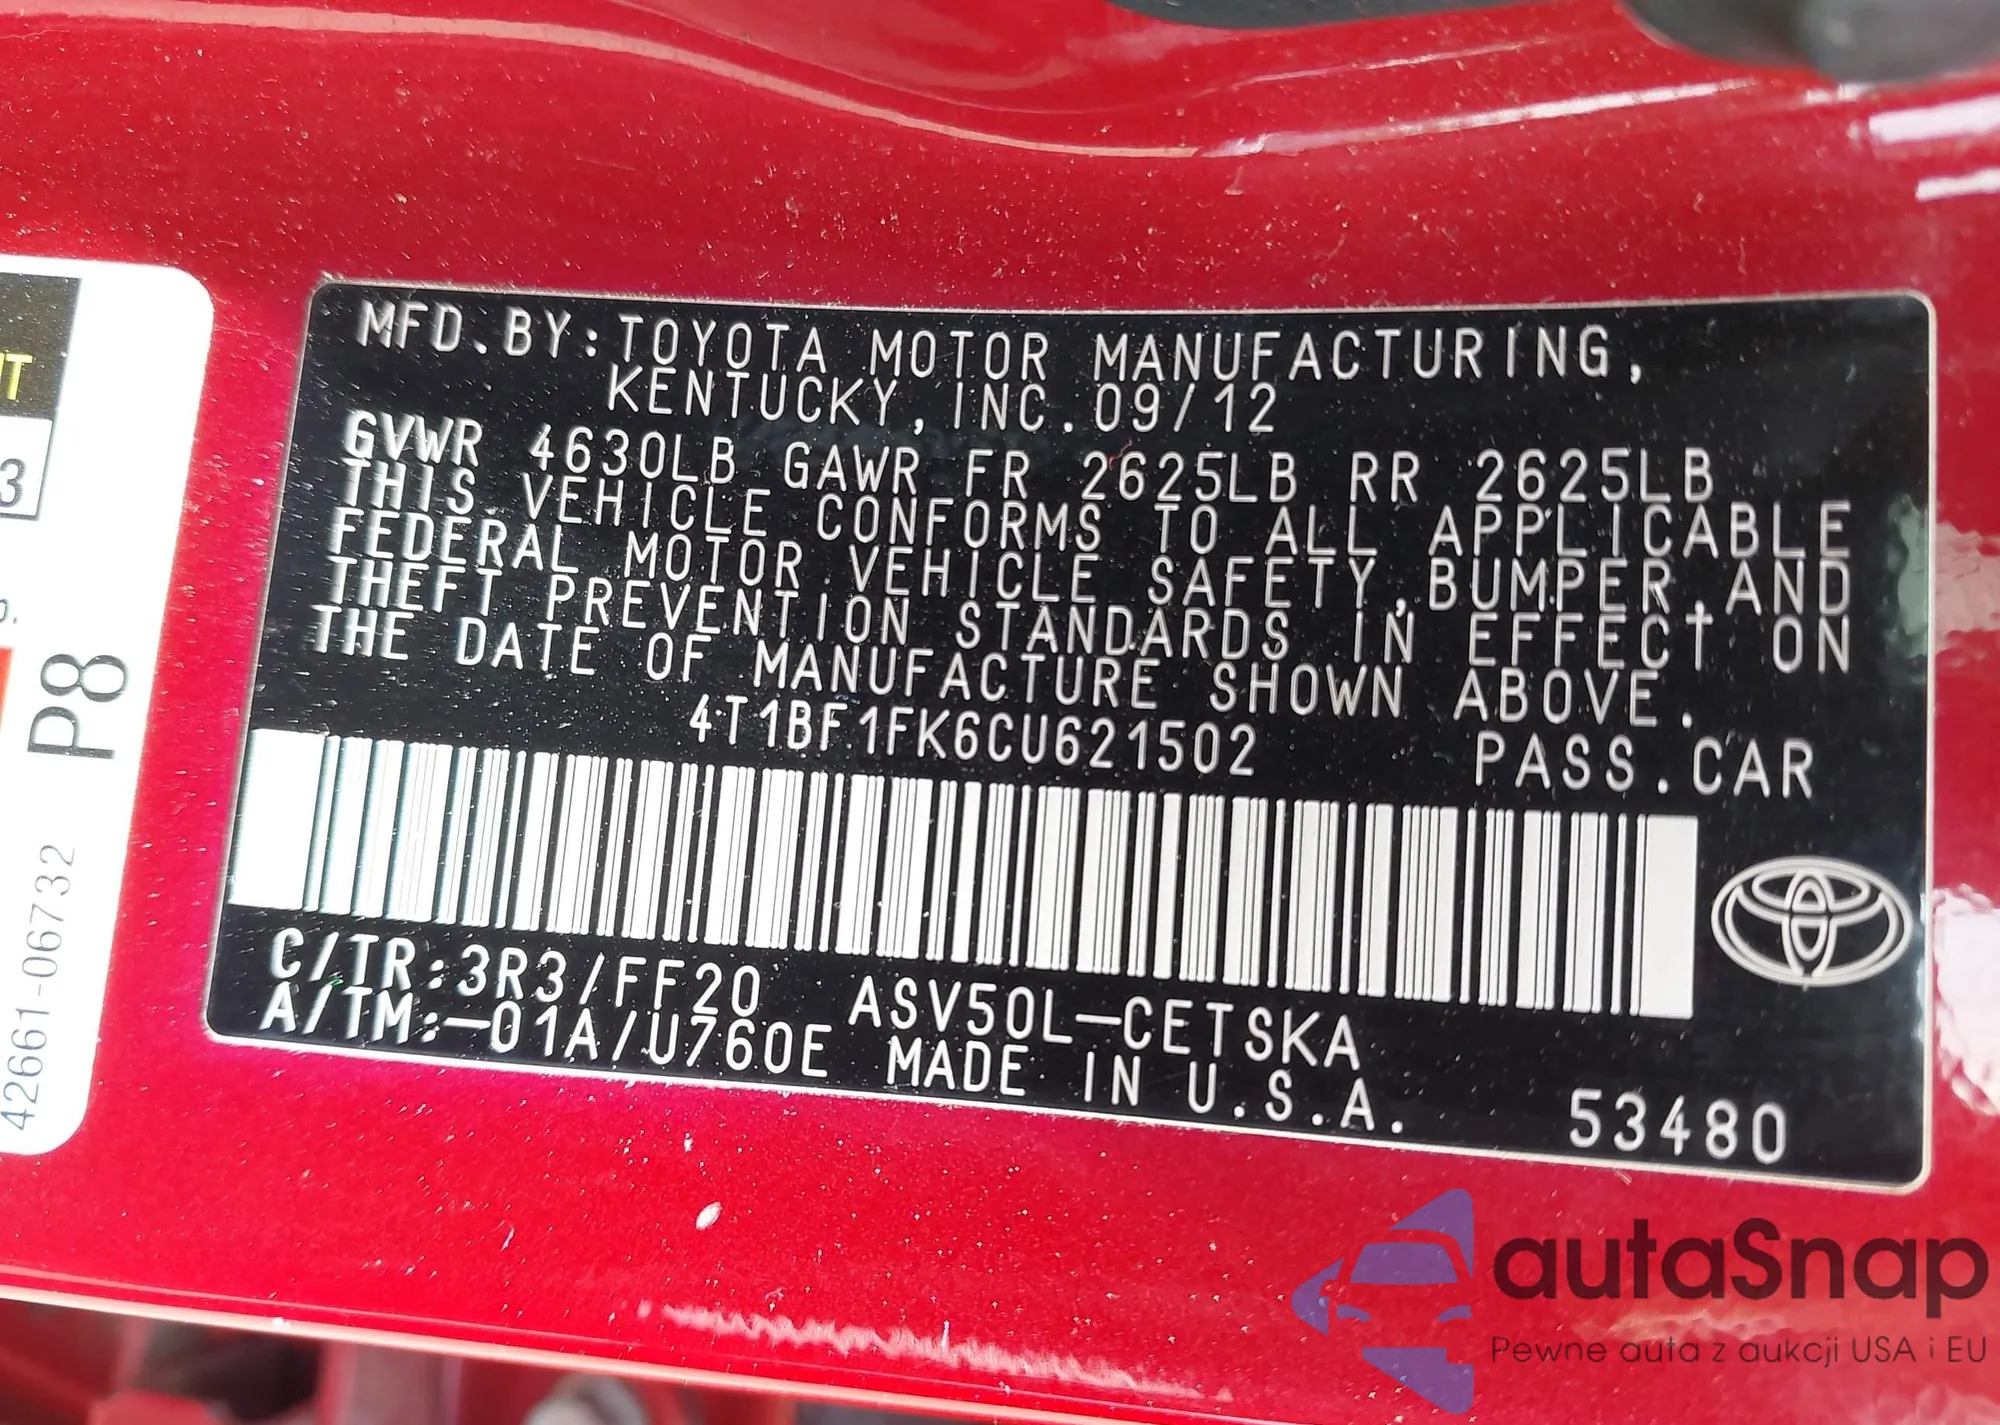 MFD.BY:TOYOTA MOTOR MANUFACTURING,
KENTUCKY,INC.09/12
GVWR 4630LB GAWR FR 2625LB RR 2625LB
THIS VEHICLE CONFORMS TO ALL APPLICABLE
FEDERAL MOTOR VEHICLE SAFETY,BUMPER,AND
THEFT PREVENTION STANDARDS IN EFFECT ON
THE DATE OF MANUFACTURE SHOWN ABOVE.
4T1BF1FK6CU621502 PASS.CAR
C/TR:3R3/FF20 ASV50L-CETSKA
A/TM:-01A/U760E MADE IN U.S.A. 53480
3
P8
42661-06732
autaSnap
Pewne auta z aukcji USA i EU